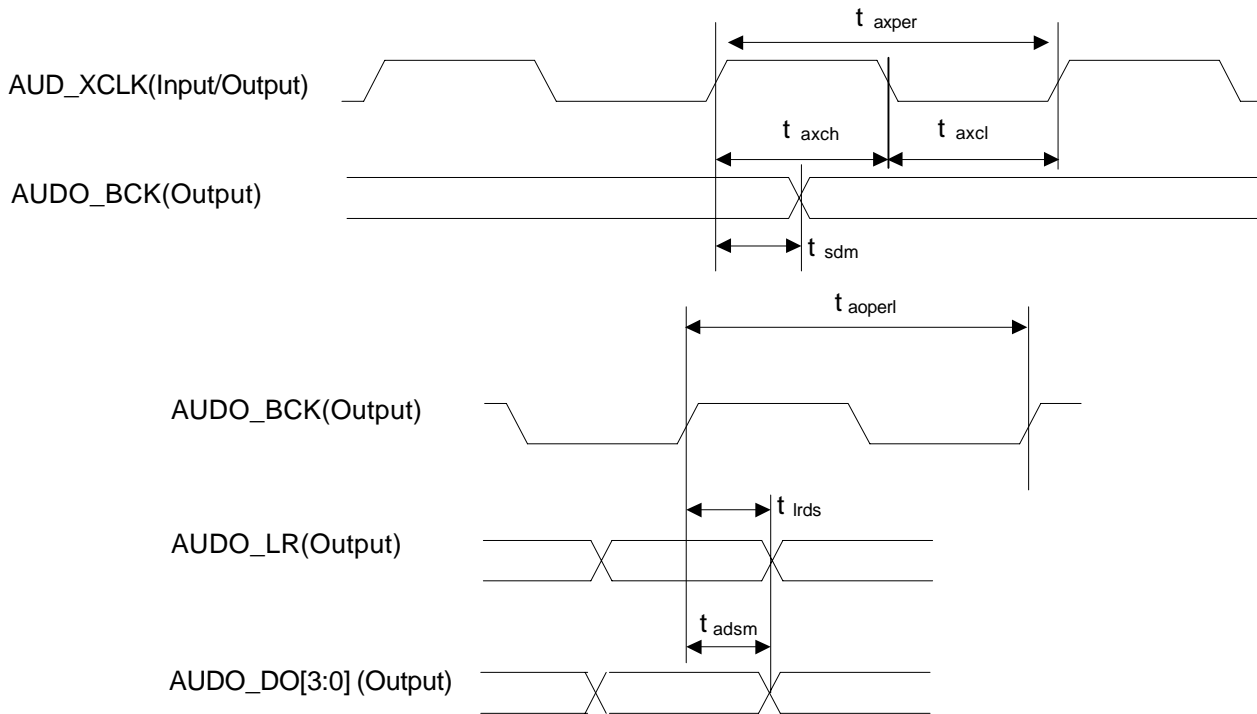 t axper
AUD_XCLK(Input/Output)
t axch
t axcl
AUDO_BCK(Output)
t sdm
t aoperl
AUDO_BCK(Output)
t lrds
AUDO_LR(Output)
t adsm
AUDO_DO[3:0] (Output)